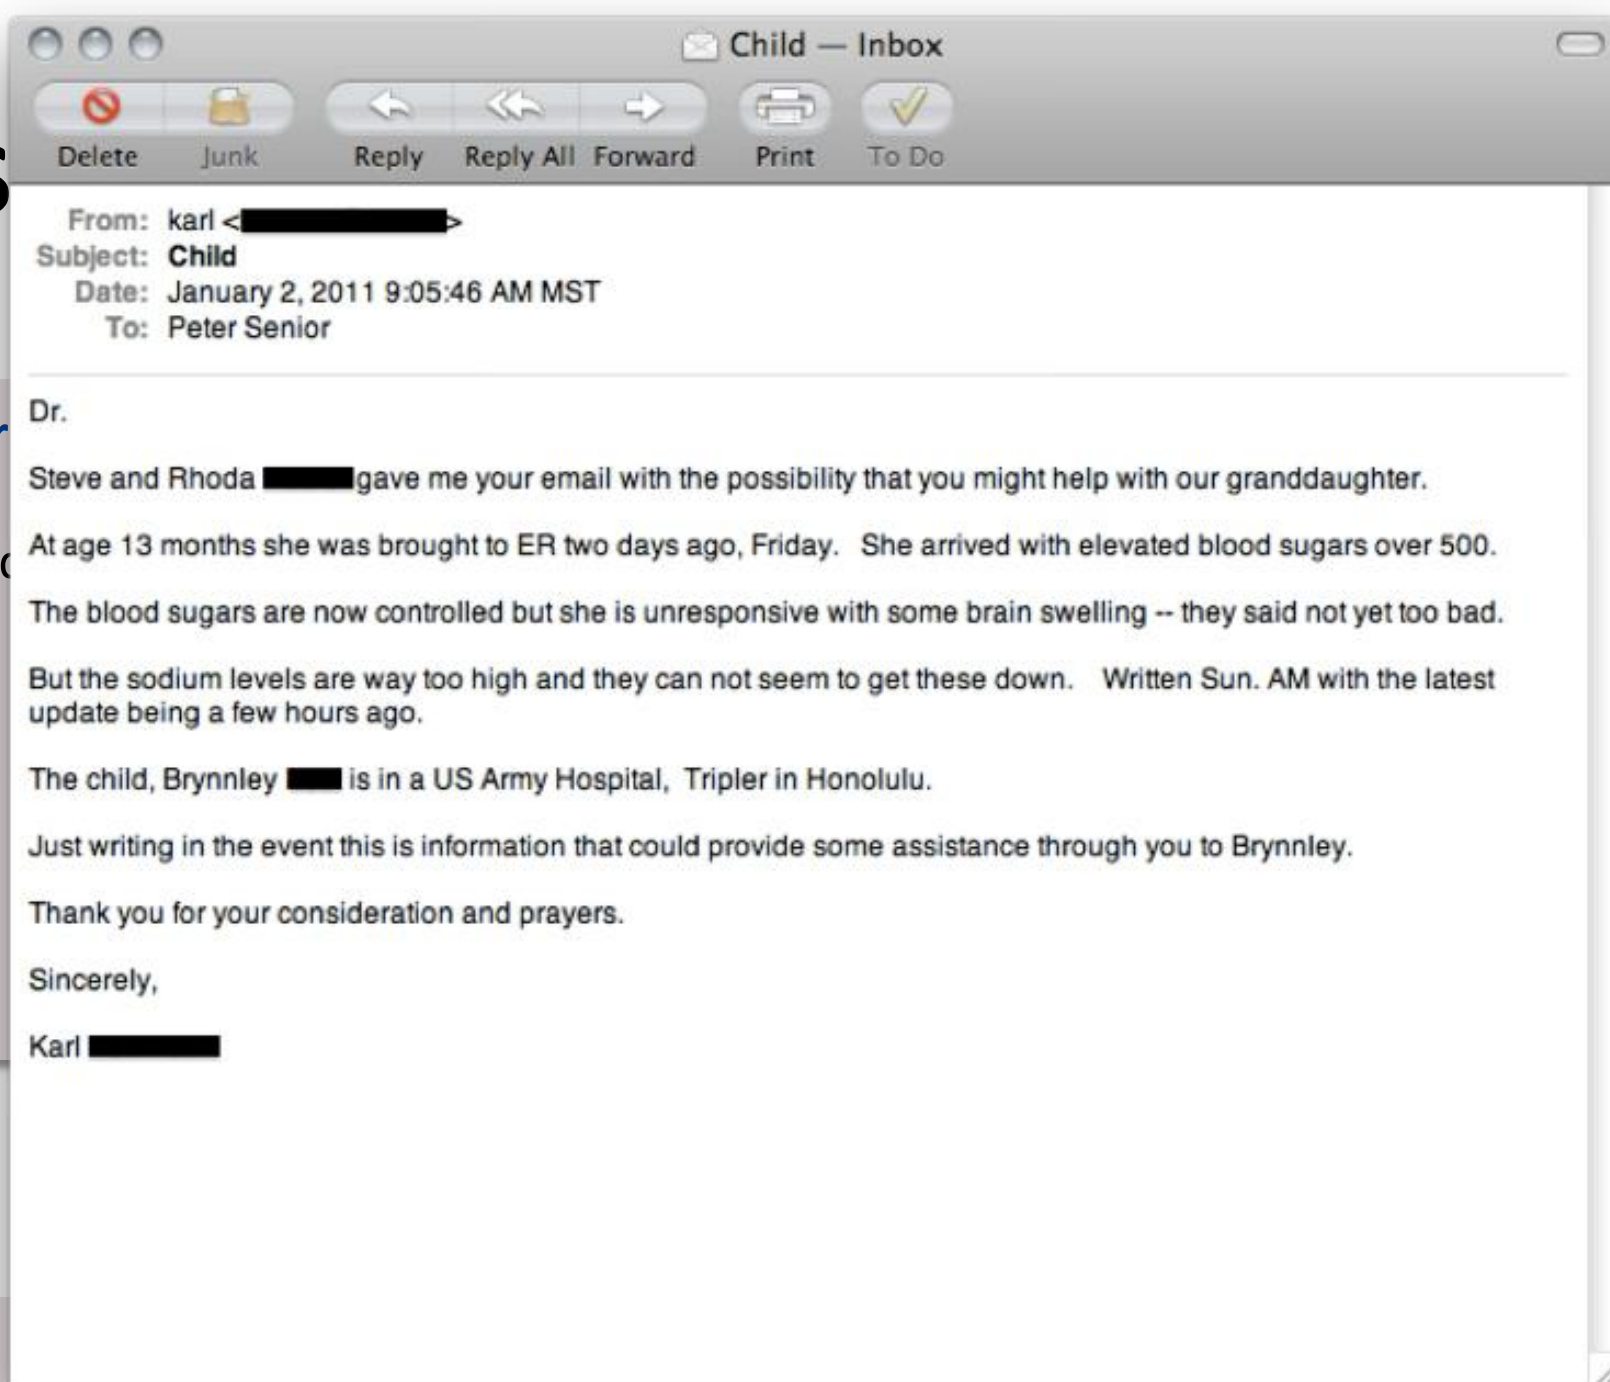 Child — Inbox
Delete Junk Reply Reply All Forward Print To Do
From: karl < >
Subject: Child
Date: January 2, 2011 9:05:46 AM MST
To: Peter Senior
Dr.
Steve and Rhoda gave me your email with the possibility that you might help with our granddaughter.
At age 13 months she was brought to ER two days ago, Friday. She arrived with elevated blood sugars over 500.
The blood sugars are now controlled but she is unresponsive with some brain swelling -- they said not yet too bad.
But the sodium levels are way too high and they can not seem to get these down. Written Sun. AM with the latest
update being a few hours ago.
The child, Brynnley is in a US Army Hospital, Tripler in Honolulu.
Just writing in the event this is information that could provide some assistance through you to Brynnley.
Thank you for your consideration and prayers.
Sincerely,
Karl